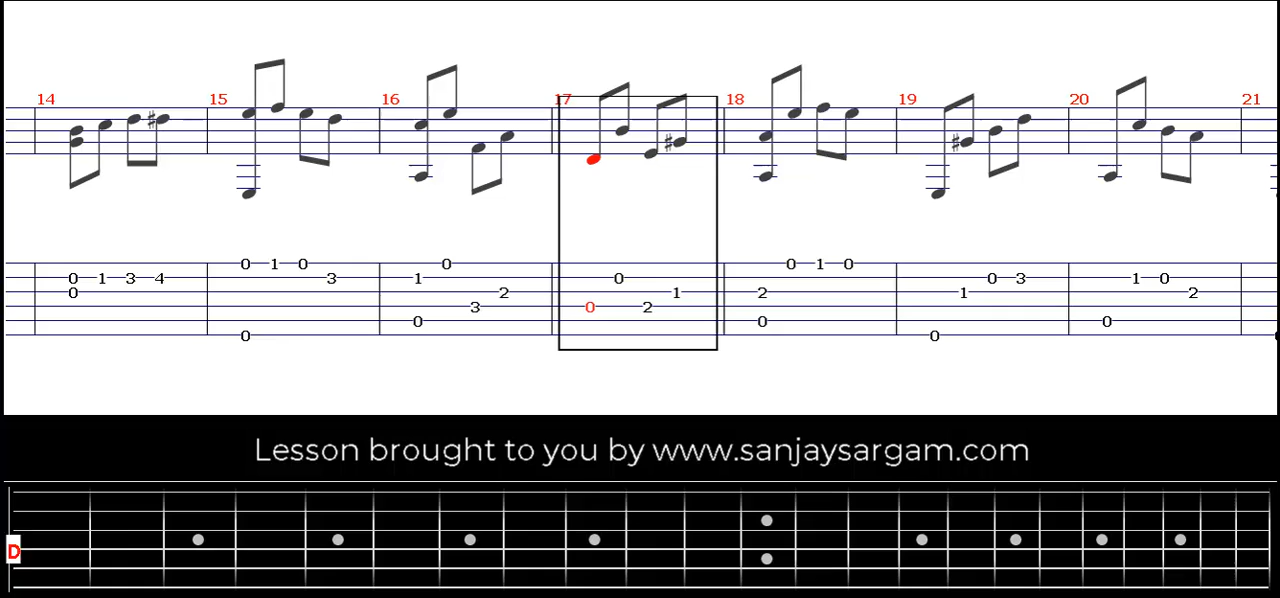 14 15 16 17 18 19 20 21
0 1 0 0 0 1 0
0 1 3 4 3 1 0 0 3 1 0
0 2 1 2 1 2
3 0 2
0 0 0
0 0
Lesson brought to you by www.sanjaysargam.com
D